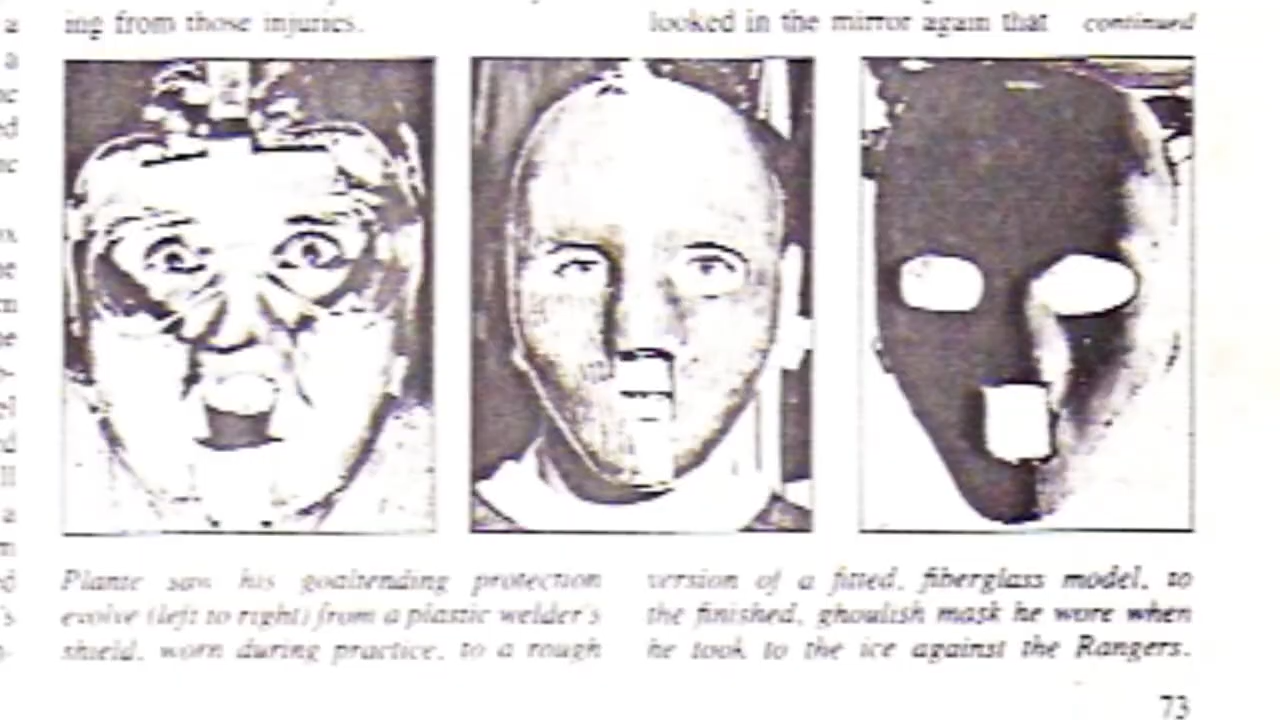 ing from those injuries.
looked in the mirror again that continued
Plante saw his goaltending protection
evolve (left to right) from a plastic welder's
shield, worn during practice, to a rough
version of a fitted, fiberglass model, to
the finished, ghoulish mask he wore when
he took to the ice against the Rangers.
73